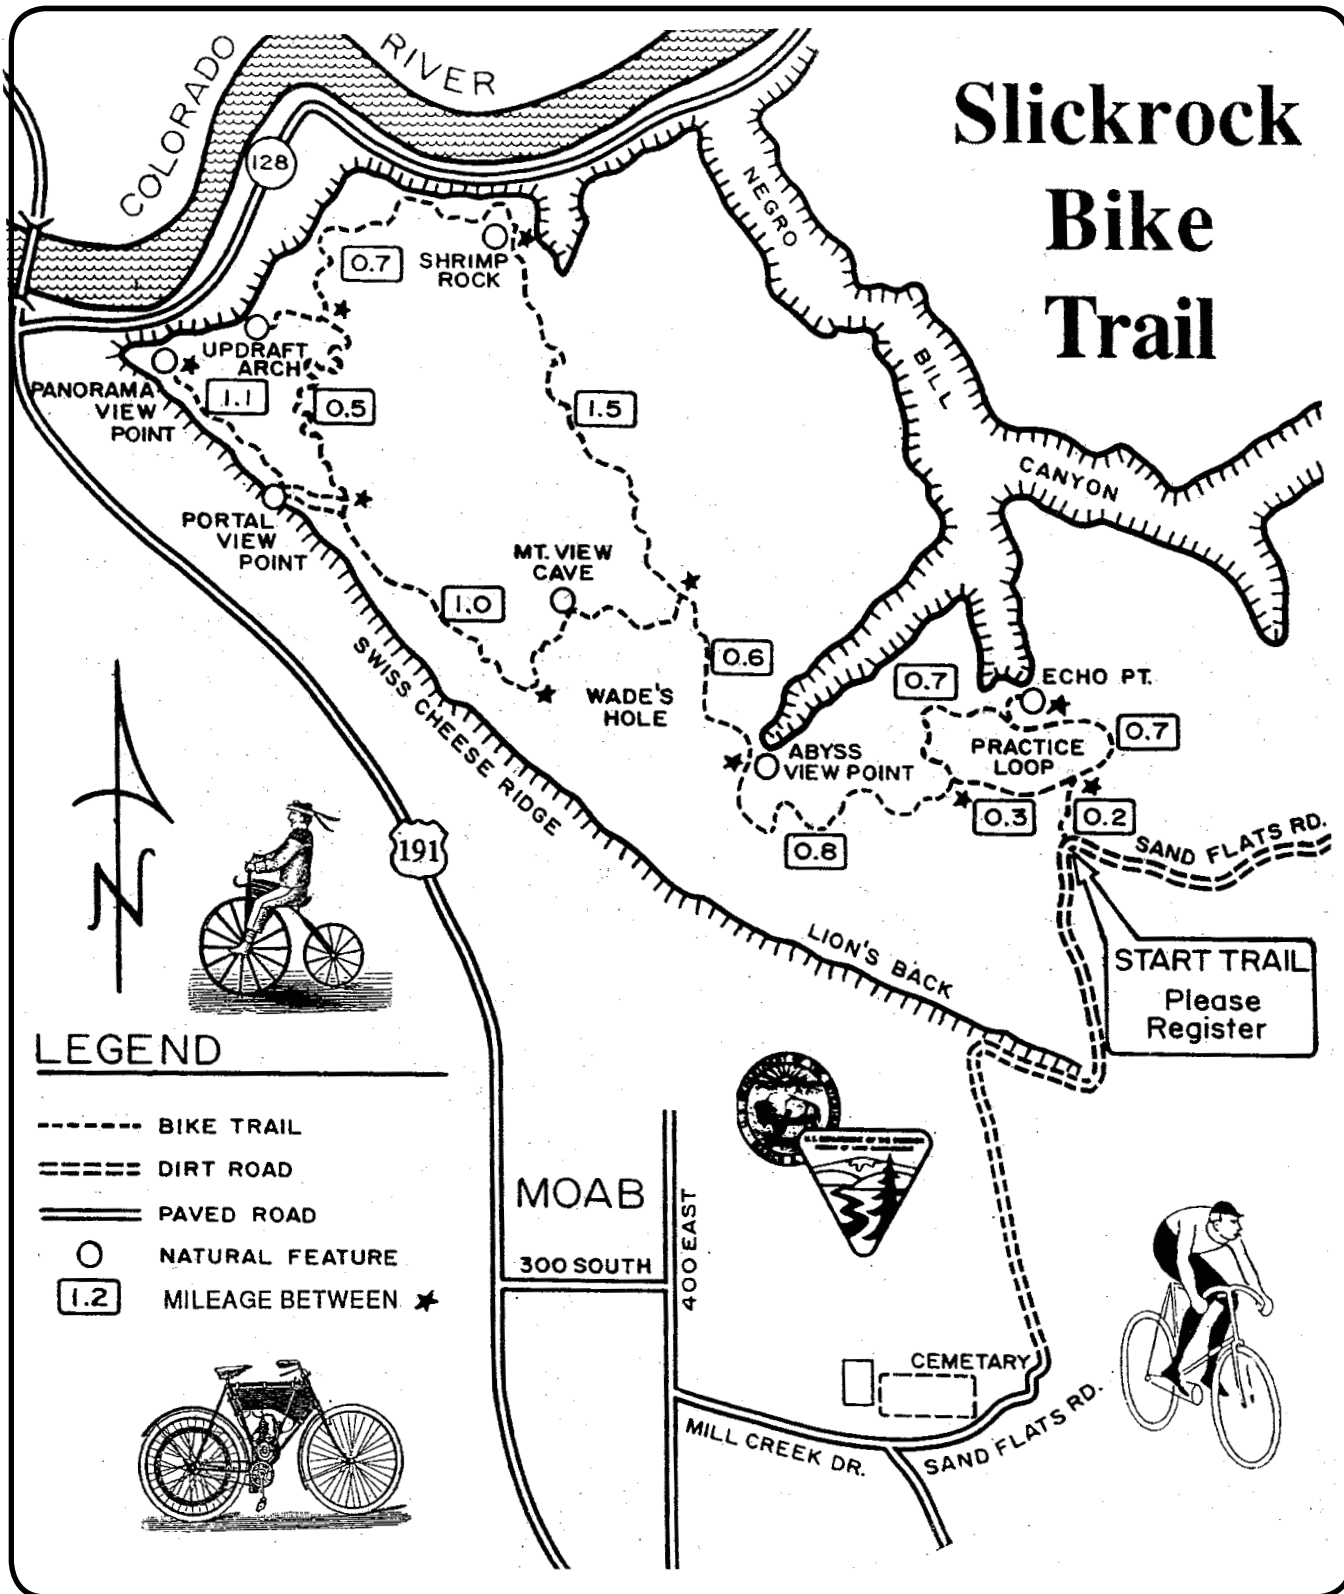 Slickrock
Bike
Trail
COLORADO
RIVER
128
NEGRO
BILL
CANYON
SHRIMP
ROCK
0.7
UPDRAFT
ARCH
PANORAMA
VIEW
POINT
1.1
0.5
1.5
PORTAL
VIEW
POINT
MT. VIEW
CAVE
1.0
0.6
WADE'S
HOLE
SWISS CHEESE RIDGE
0.7
ECHO PT.
0.7
PRACTICE
LOOP
ABYSS
VIEW POINT
0.3
0.2
0.8
SAND FLATS RD.
191
N
LION'S BACK
START TRAIL
Please
Register
LEGEND
BIKE TRAIL
DIRT ROAD
PAVED ROAD
NATURAL FEATURE
1.2
MILEAGE BETWEEN
MOAB
300 SOUTH
400 EAST
CEMETARY
MILL CREEK DR.
SAND FLATS RD.